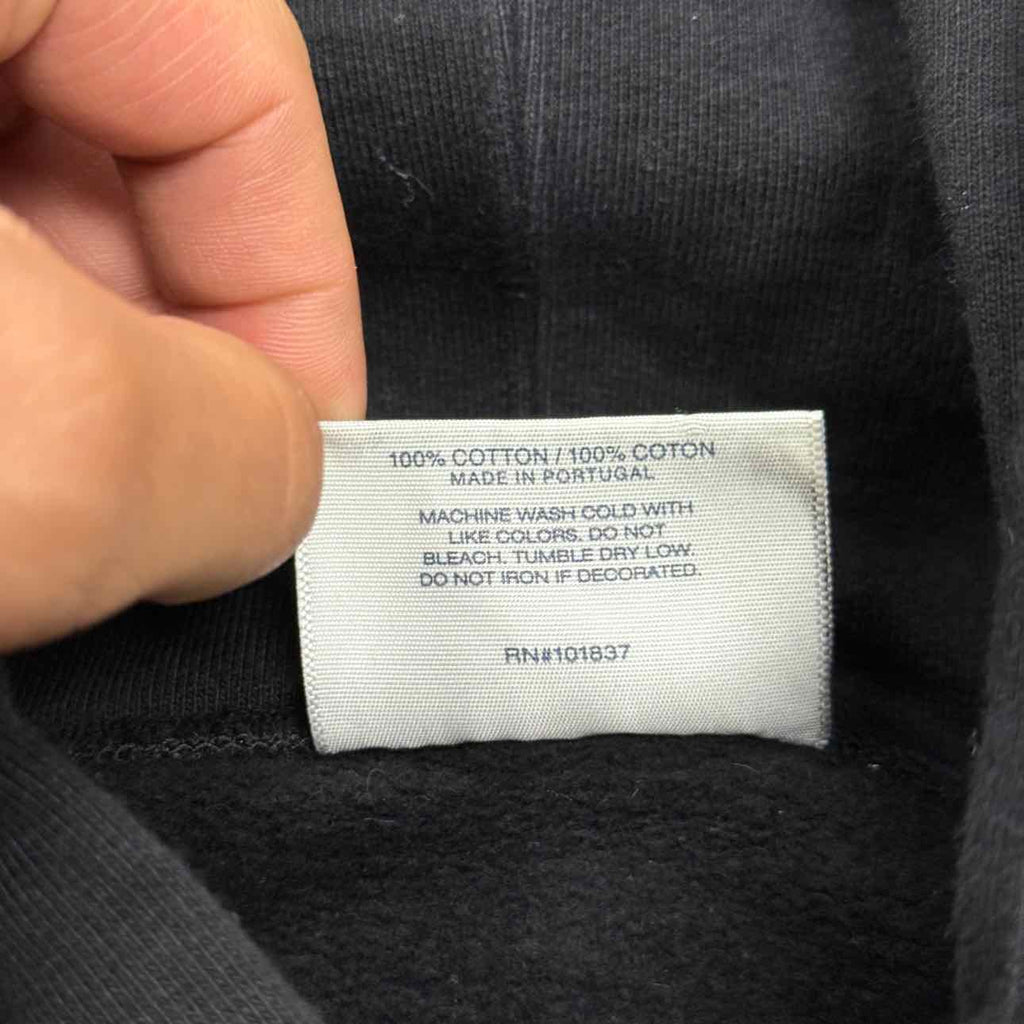 100% COTTON / 100% COTON
MADE IN PORTUGAL
MACHINE WASH COLD WITH
LIKE COLORS. DO NOT
BLEACH. TUMBLE DRY LOW.
DO NOT IRON IF DECORATED.
RN#101837